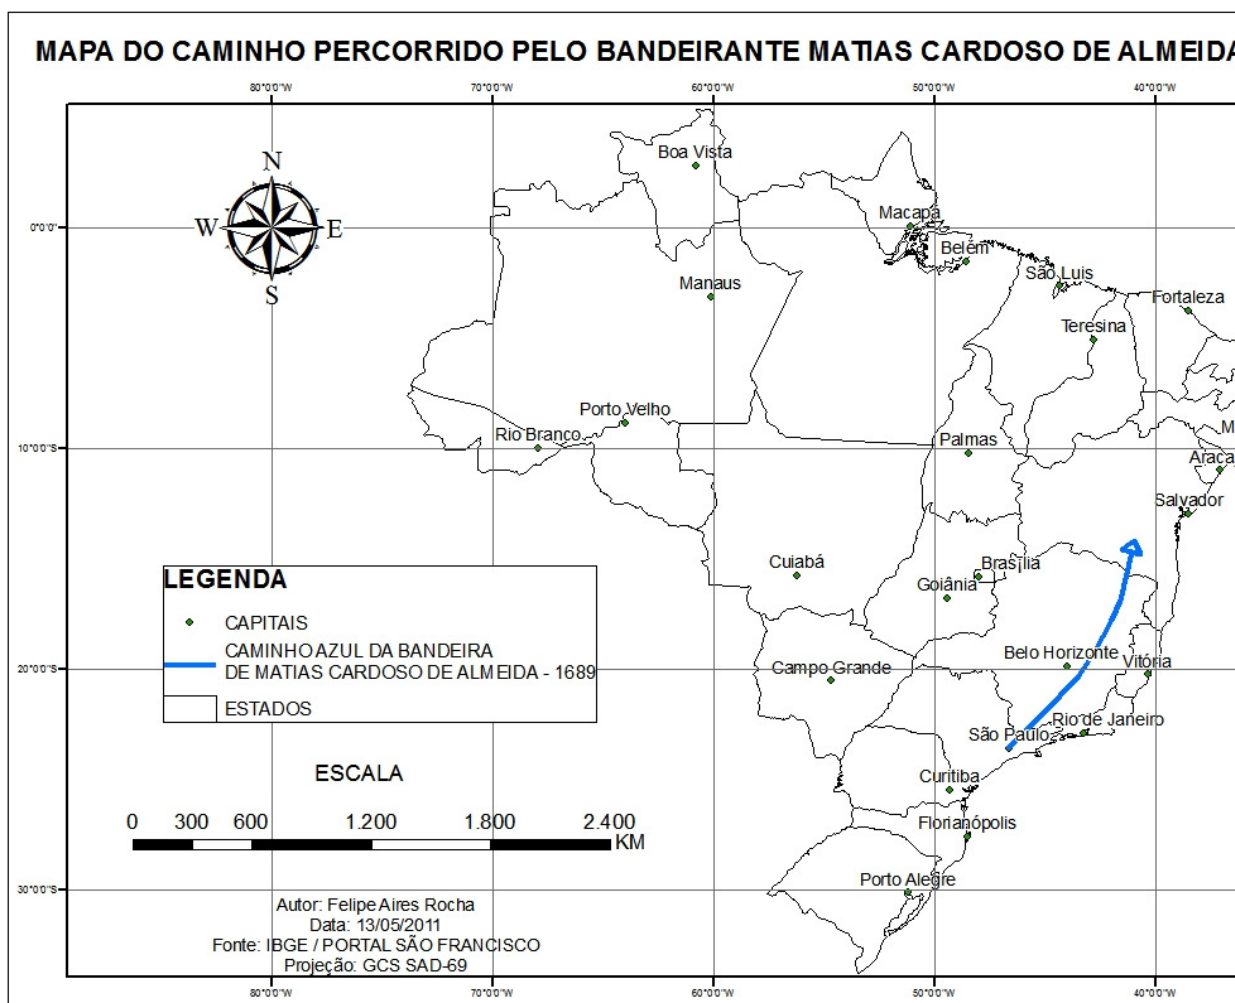 MAPA DO CAMINHO PERCORRIDO PELO BANDEIRANTE MATIAS CARDOSO DE ALMEIDA
80°0'0"W 70°0'0"W 60°0'0"W 50°0'0"W 40°0'0"W
N
W E
S
0°0'0"
10°0'0"S
20°0'0"S
30°0'0"S
Boa Vista
Macapá
Belém
São Luis
Manaus
Fortaleza
Teresina
Porto Velho
Rio Branco
Palmas
M
Araca
Salvador
Cuiabá
Brasília
Goiânia
Belo Horizonte
Vitória
Campo Grande
Rio de Janeiro
São Paulo
Curitiba
Florianópolis
Porto Alegre
LEGENDA
CAPITAIS
CAMINHO AZUL DA BANDEIRA
DE MATIAS CARDOSO DE ALMEIDA - 1689
ESTADOS
ESCALA
0 300 600 1.200 1.800 2.400
KM
Autor: Felipe Aires Rocha
Data: 13/05/2011
Fonte: IBGE / PORTAL SÃO FRANCISCO
Projeção: GCS SAD-69
80°0'0"W 70°0'0"W 60°0'0"W 50°0'0"W 40°0'0"W